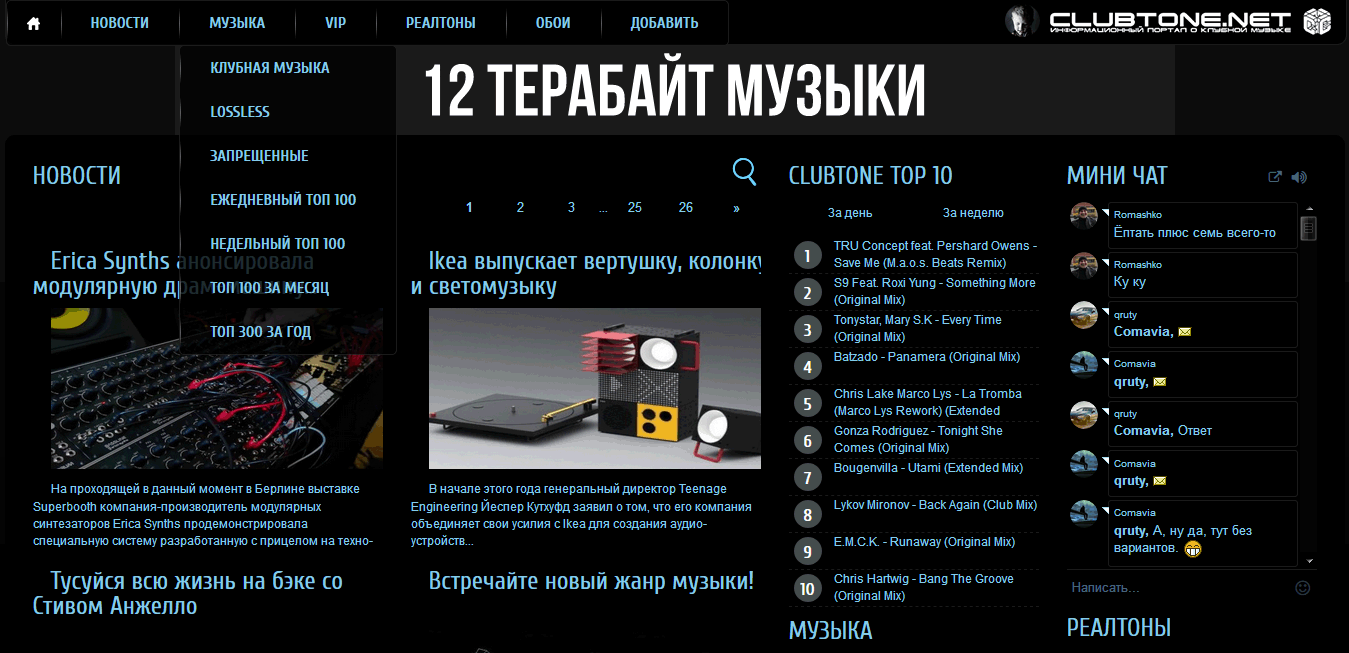 НОВОСТИ
МУЗЫКА
VIP
РЕАЛТОНЫ
ОБОИ
ДОБАВИТЬ
CLUBTONE.NET
ИНФОРМАЦИОННЫЙ ПОРТАЛ О КЛУБНОЙ МУЗЫКЕ
КЛУБНАЯ МУЗЫКА
LOSSLESS
ЗАПРЕЩЕННЫЕ
ЕЖЕДНЕВНЫЙ ТОП 100
НЕДЕЛЬНЫЙ ТОП 100
ТОП 100 ЗА МЕСЯЦ
ТОП 300 ЗА ГОД
12 ТЕРАБАЙТ МУЗЫКИ
НОВОСТИ
1 2 3 ... 25 26 »
Erica Synths анонсировала
модулярную
На проходящей в данный момент в Берлине выставке
Superbooth компания-производитель модулярных
синтезаторов Erica Synths продемонстрировала
специальную систему разработанную с прицелом на техно-
Ikea выпускает вертушку, колонку
и светомузыку
В начале этого года генеральный директор Teenage
Engineering Йеспер Кутхуфд заявил о том, что его компания
объединяет свои усилия с Ikea для создания аудио-
устройств...
Тусуйся всю жизнь на бэке со
Стивом Анжелло
Встречайте новый жанр музыки!
CLUBTONE TOP 10
За день За неделю
1 TRU Concept feat. Pershard Owens -
Save Me (M.a.o.s. Beats Remix)
2 S9 Feat. Roxi Yung - Something More
(Original Mix)
3 Tonystar, Mary S.K - Every Time
(Original Mix)
4 Batzado - Panamera (Original Mix)
5 Chris Lake Marco Lys - La Tromba
(Marco Lys Rework) (Extended
6 Gonza Rodriguez - Tonight She
Comes (Original Mix)
7 Bougenvilla - Utami (Extended Mix)
8 Lykov Mironov - Back Again (Club Mix)
9 E.M.C.K. - Runaway (Original Mix)
10 Chris Hartwig - Bang The Groove
(Original Mix)
МУЗЫКА
МИНИ ЧАТ
Romashko
Ёптать плюс семь всего-то
Romashko
Ку ку
qruty
Comavia,
Comavia
qruty,
qruty
Comavia, Ответ
Comavia
qruty,
Comavia
qruty, А, ну да, тут без
вариантов.
Написать...
РЕАЛТОНЫ